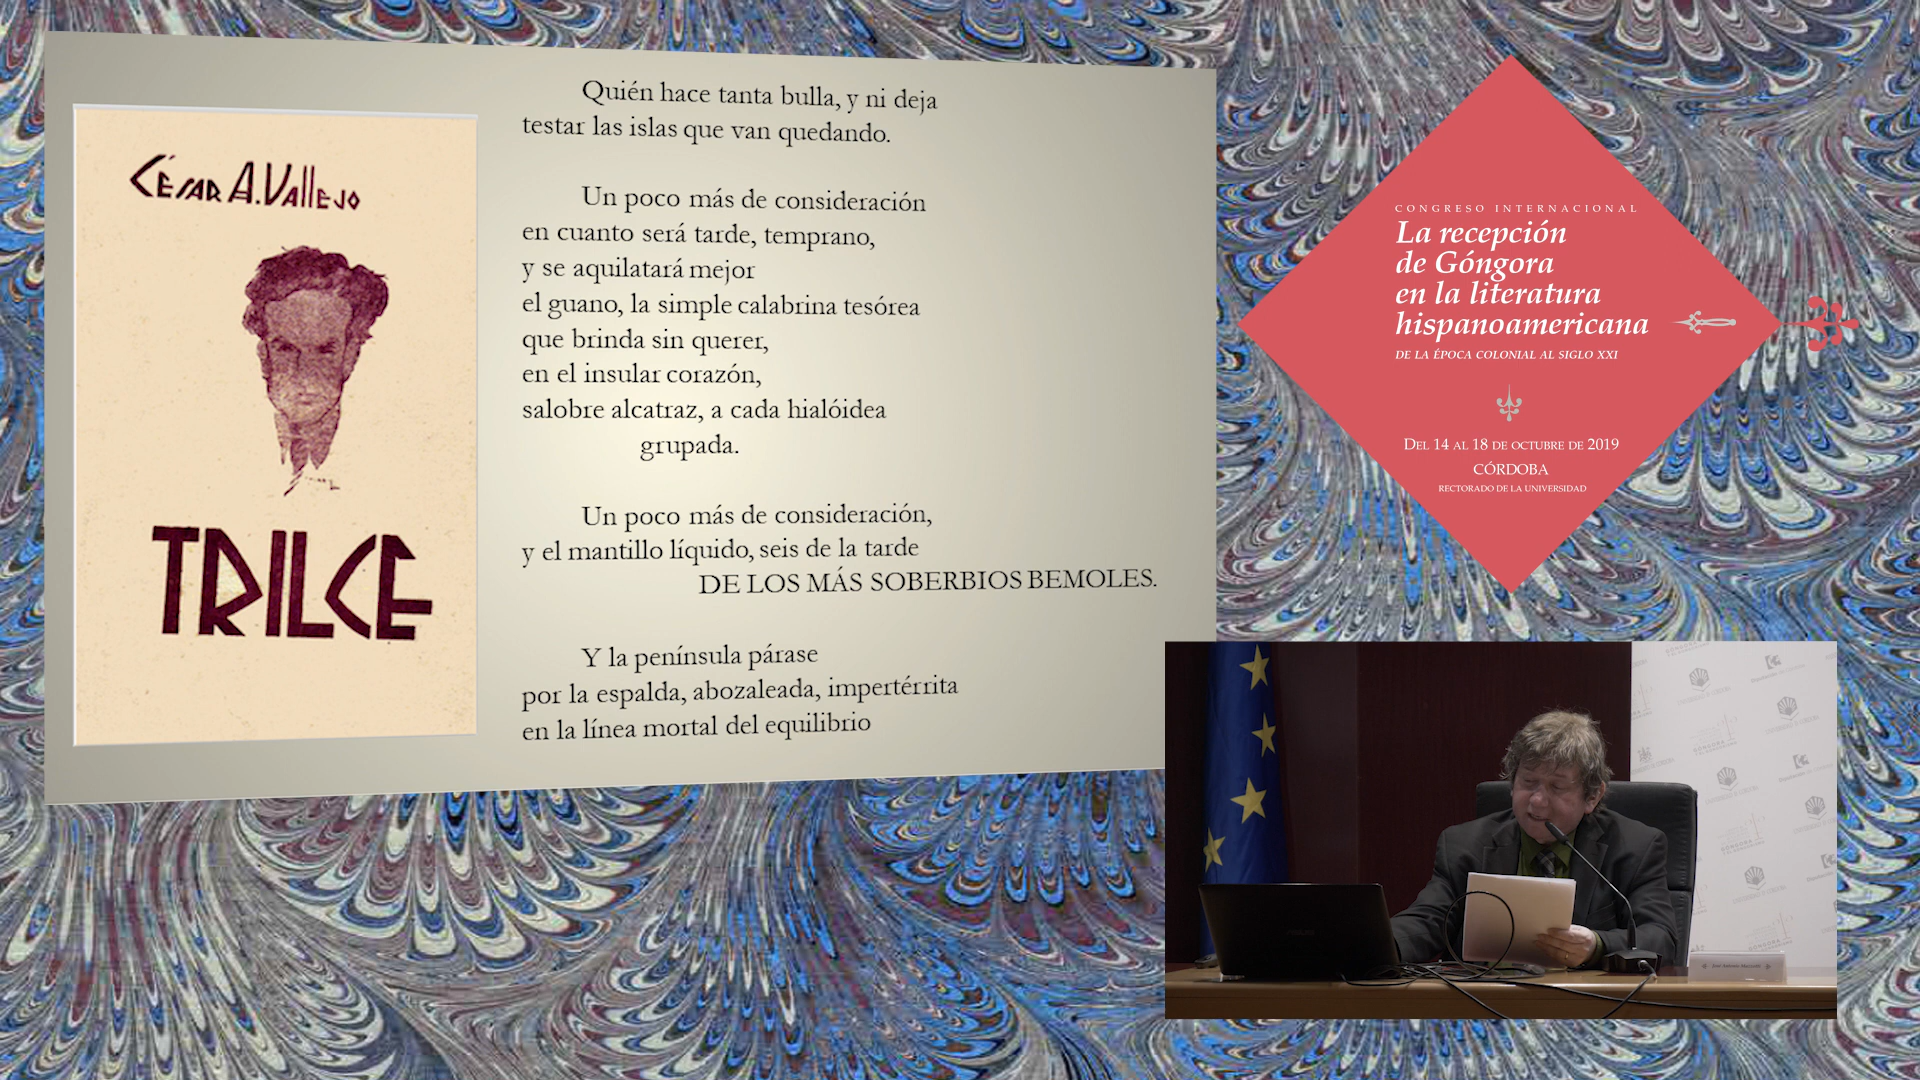 CÉSAR A. VALLEJO
TRILCE
Quién hace tanta bulla, y ni deja
testar las islas que van quedando.
Un poco más de consideración
en cuanto será tarde, temprano,
y se aquilatará mejor
el guano, la simple calabrina tesórea
que brinda sin querer,
en el insular corazón,
salobre alcatraz, a cada hialóidea
grupada.
Un poco más de consideración,
y el mantillo líquido, seis de la tarde
DE LOS MÁS SOBERBIOS BEMOLES.
Y la península párase
por la espalda, abozaleada, impertérrita
en la línea mortal del equilibrio
CONGRESO INTERNACIONAL
La recepción
de Góngora
en la literatura
hispanoamericana
DE LA ÉPOCA COLONIAL AL SIGLO XXI
DEL 14 AL 18 DE OCTUBRE DE 2019
CÓRDOBA
RECTORADO DE LA UNIVERSIDAD